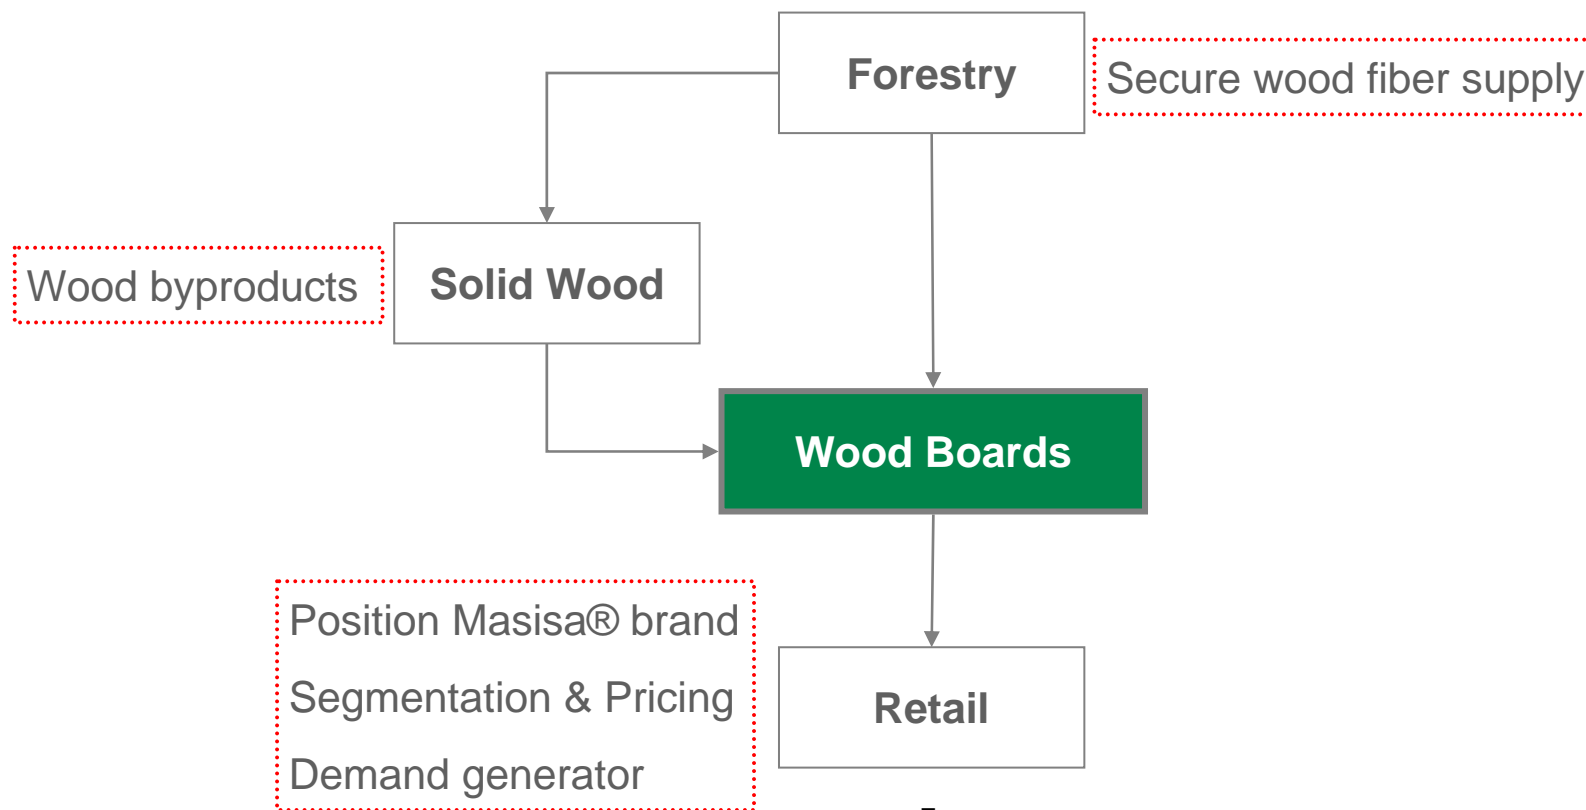 Forestry
Secure wood fiber supply
Wood byproducts
Solid Wood
Wood Boards
Position Masisa® brand
Segmentation & Pricing
Demand generator
Retail